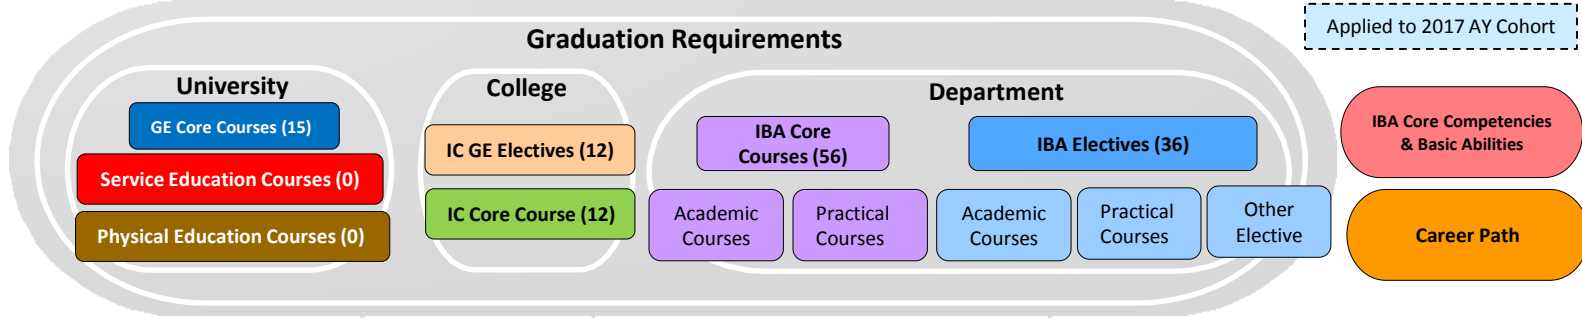 Applied to 2017 AY Cohort
Graduation Requirements
University
GE Core Courses (15)
Service Education Courses (0)
Physical Education Courses (0)
College
IC GE Electives (12)
IC Core Course (12)
Department
IBA Core
Courses (56)
IBA Electives (36)
Academic
Courses
Practical
Courses
Academic
Courses
Practical
Courses
Other
Elective
IBA Core Competencies
& Basic Abilities
Career Path